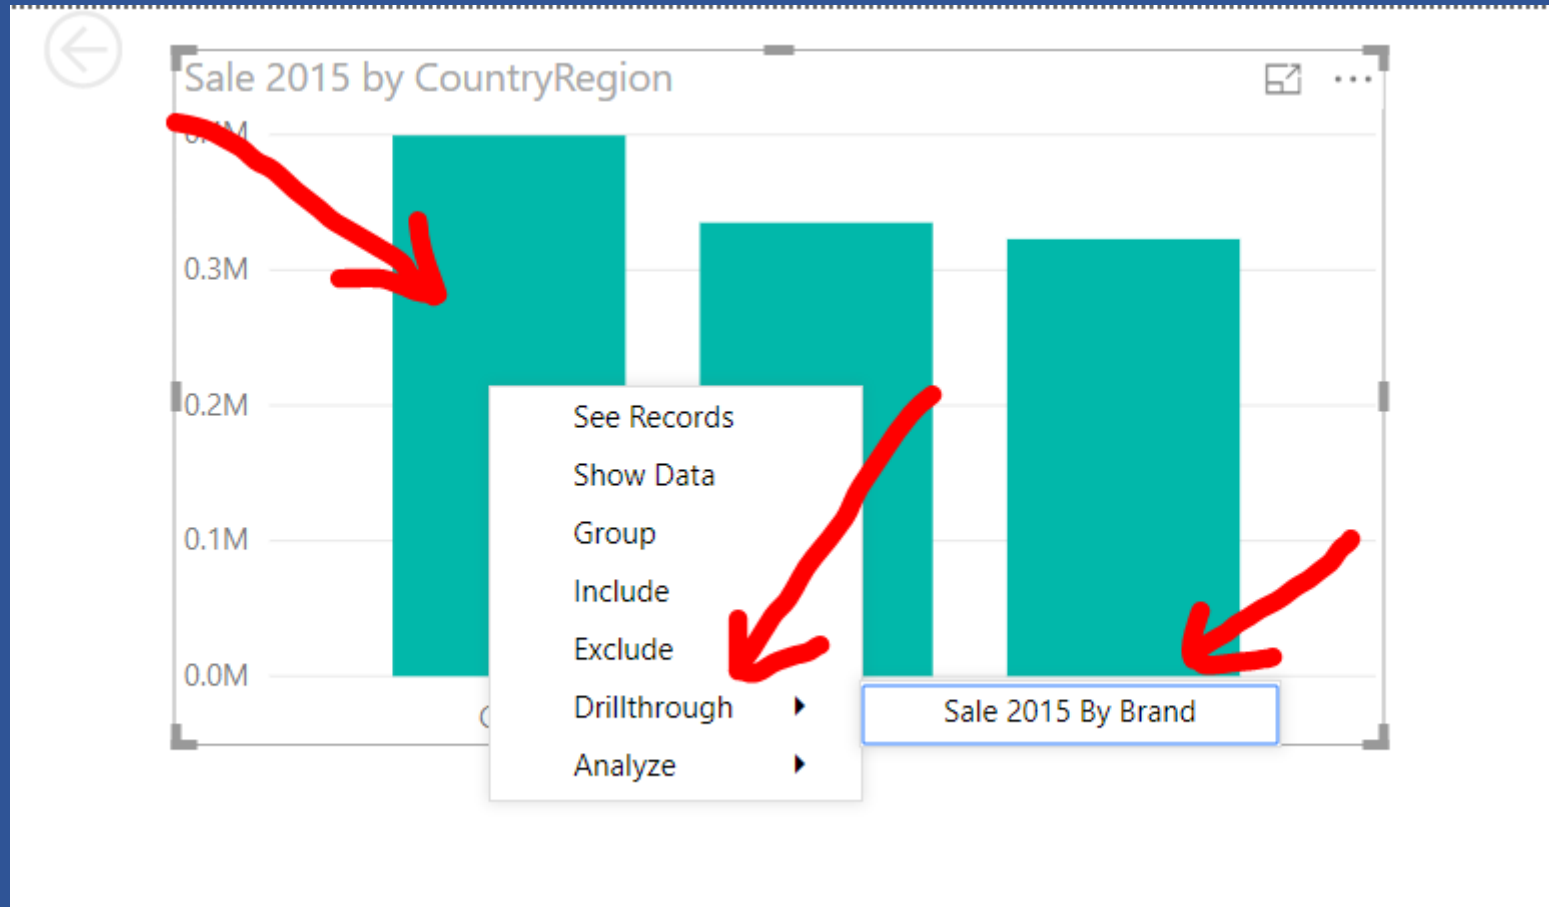 Sale 2015 by CountryRegion
0.3M
0.2M
0.1M
0.0M
See Records
Show Data
Group
Include
Exclude
Drillthrough
Analyze
Sale 2015 By Brand